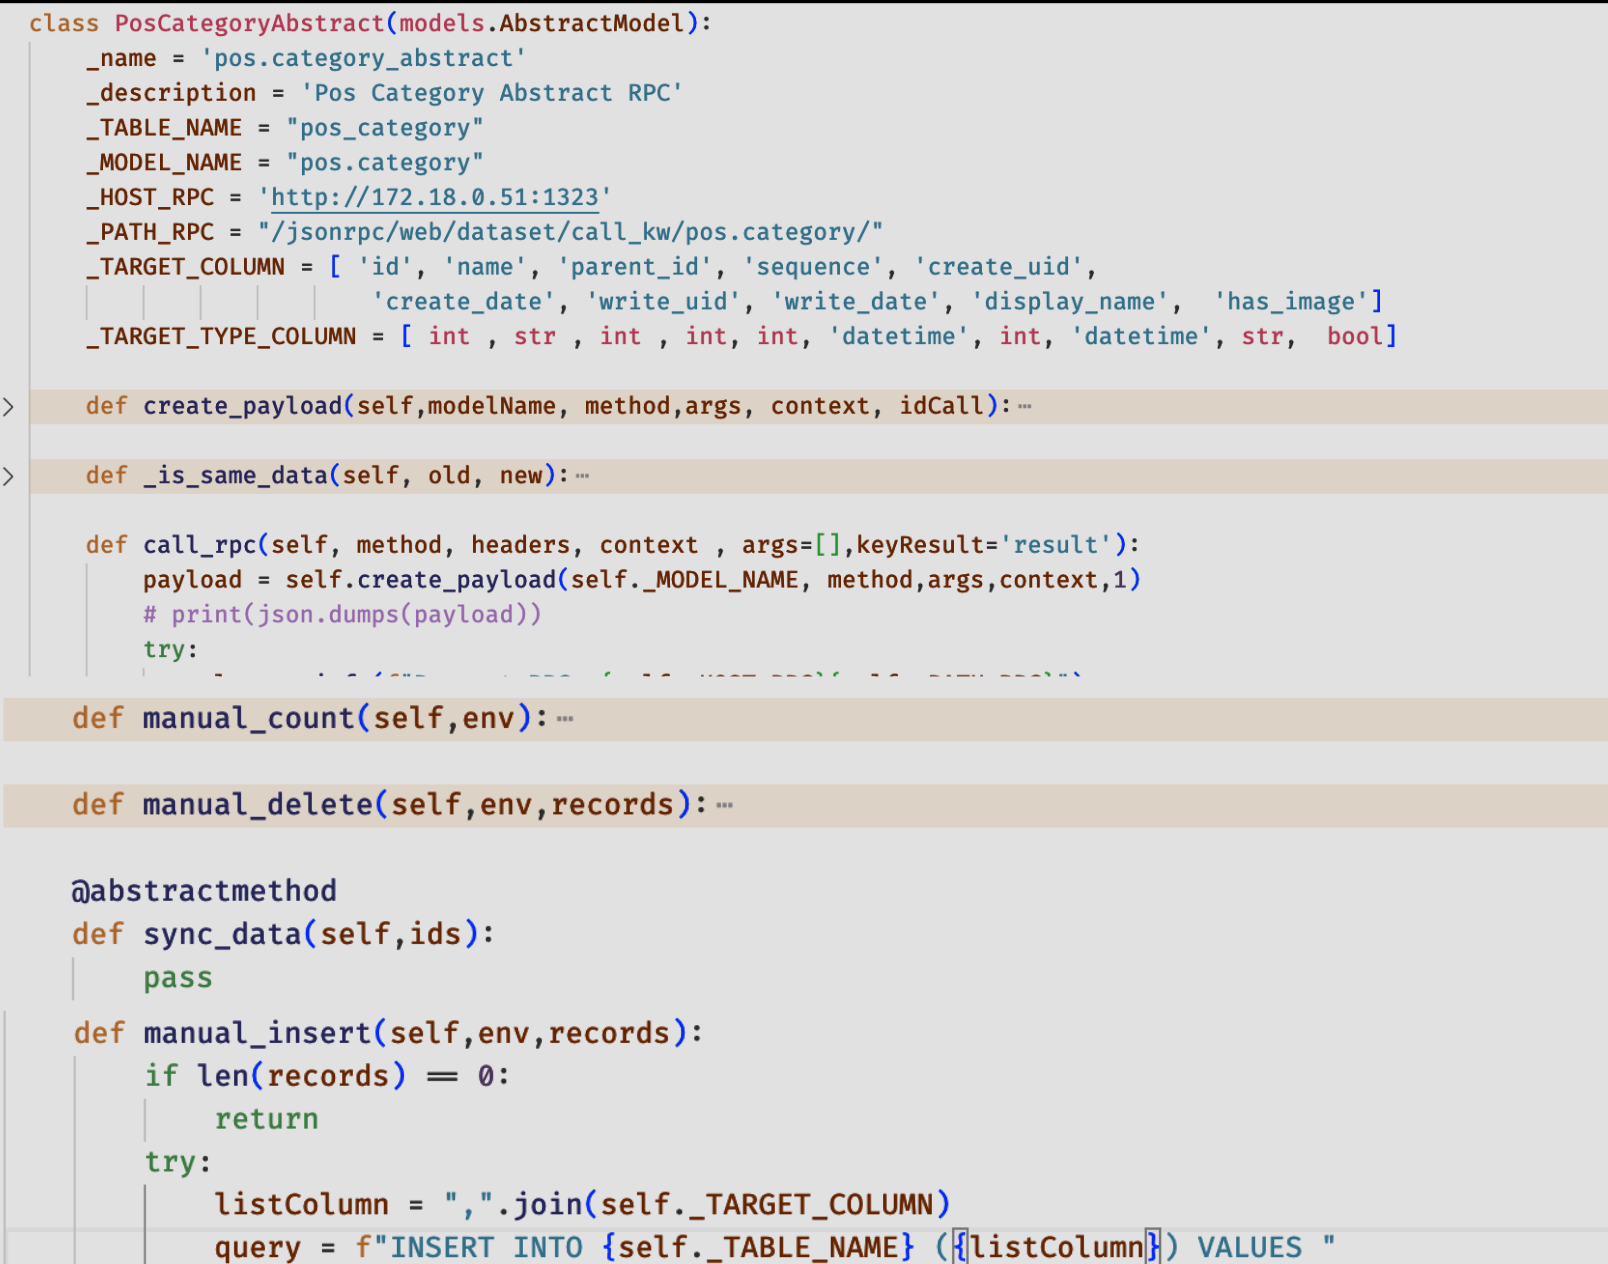 class PosCategoryAbstract(models.AbstractModel):
_name = 'pos.category_abstract'
_description = 'Pos Category Abstract RPC'
_TABLE_NAME = "pos_category"
_MODEL_NAME = "pos.category"
_HOST_RPC = 'http://172.18.0.51:1323'
_PATH_RPC = "/jsonrpc/web/dataset/call_kw/pos.category/"
_TARGET_COLUMN = [ 'id', 'name', 'parent_id', 'sequence', 'create_uid',
'create_date', 'write_uid', 'write_date', 'display_name',  'has_image']
_TARGET_TYPE_COLUMN = [ int , str , int , int, int, 'datetime', int, 'datetime', str,  bool]
def create_payload(self,modelName, method,args, context, idCall):⋯
def _is_same_data(self, old, new):⋯
def call_rpc(self, method, headers, context , args=[],keyResult='result'):
payload = self.create_payload(self._MODEL_NAME, method,args,context,1)
# print(json.dumps(payload))
try:
def manual_count(self,env):⋯
def manual_delete(self,env,records):⋯
@abstractmethod
def sync_data(self,ids):
pass
def manual_insert(self,env,records):
if len(records) == 0:
return
try:
listColumn = ",".join(self._TARGET_COLUMN)
query = f"INSERT INTO {self._TABLE_NAME} ({listColumn}) VALUES "